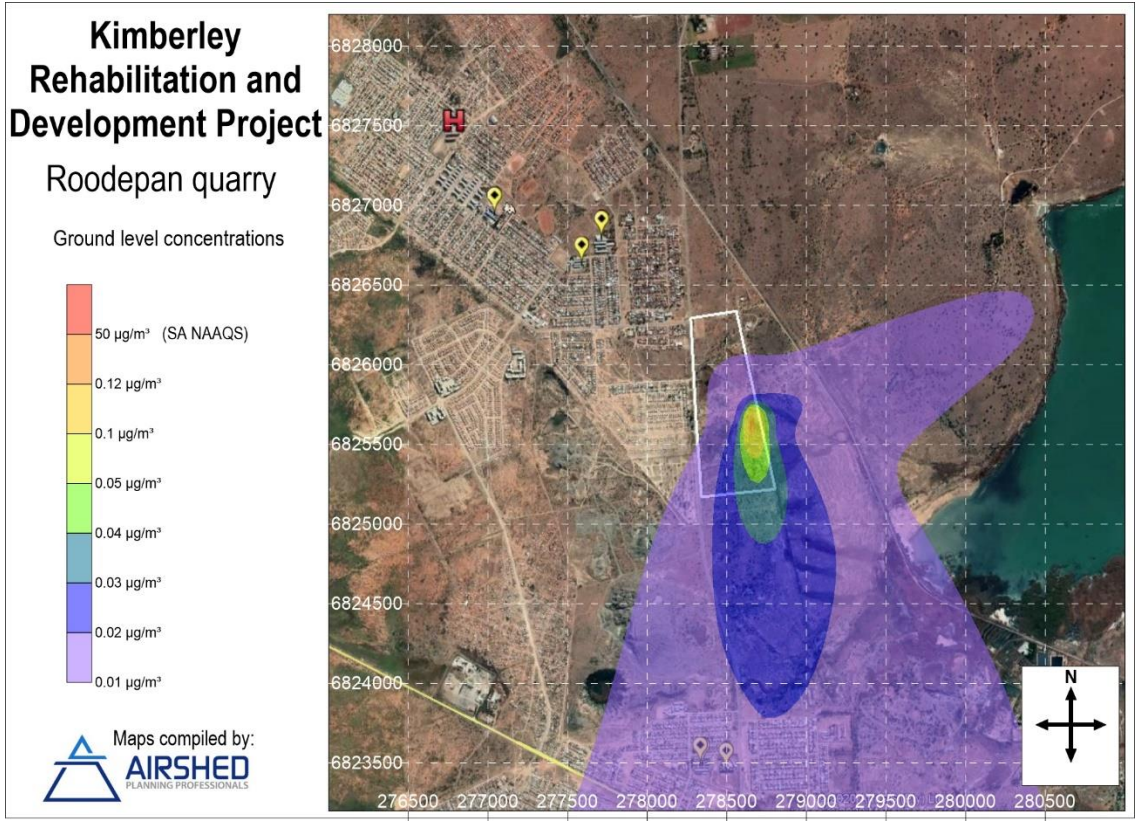 Kimberley
Rehabilitation and
Development Project
Roodepan quarry
Ground level concentrations
50 µg/m³ (SA NAAQS)
0.12 µg/m³
0.1 µg/m³
0.05 µg/m³
0.04 µg/m³
0.03 µg/m³
0.02 µg/m³
0.01 µg/m³
Maps compiled by:
AIRSHED
PLANNING PROFESSIONALS
6828000
6827500
H
6827000
6826500
6826000
6825500
6825000
6824500
6824000
6823500
N
276500 277000 277500 278000 278500 279000 279500 280000 280500